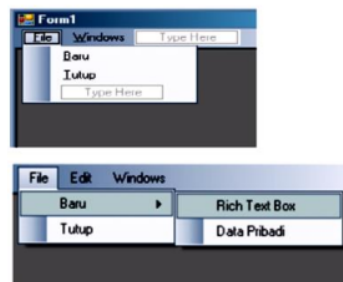 Form1
File Windows Type Here
Baru
Tutup
Type Here
File Edit Windows
Baru Rich Text Box
Tutup Data Pribadi